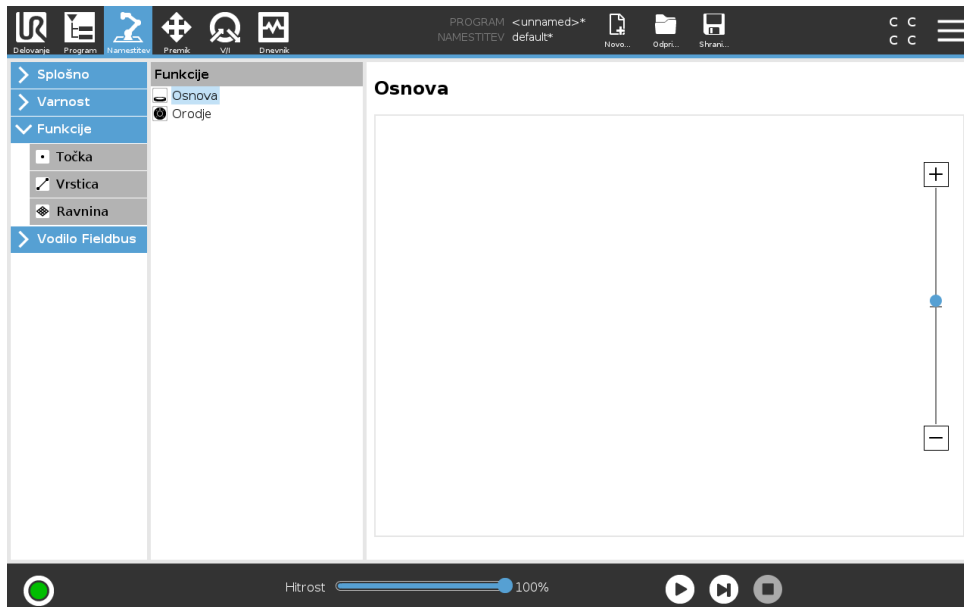 PROGRAM <unnamed>*
NAMESTITEV default*
Delovanje Program Namestitev Premik V/I Dnevnik Novo... Odpri... Shrani...
C C
C C
Splošno
Varnost
Funkcije
Točka
Vrstica
Ravnina
Vodilo Fieldbus
Funkcije
Osnova
Orodje
Osnova
Hitrost 100%